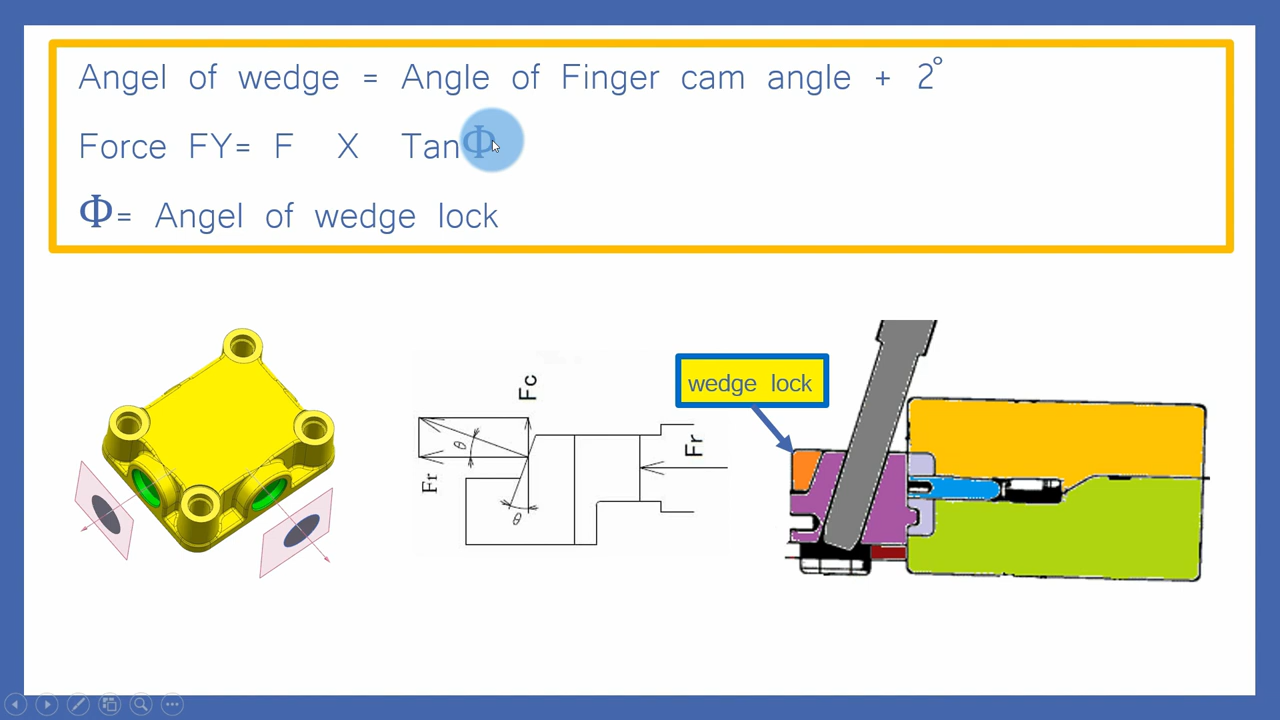 Angel of wedge = Angle of Finger cam angle + 2°
Force FY= F X TanΦ
Φ= Angel of wedge lock
wedge lock
Fc
θ
Fr
Fr
θ